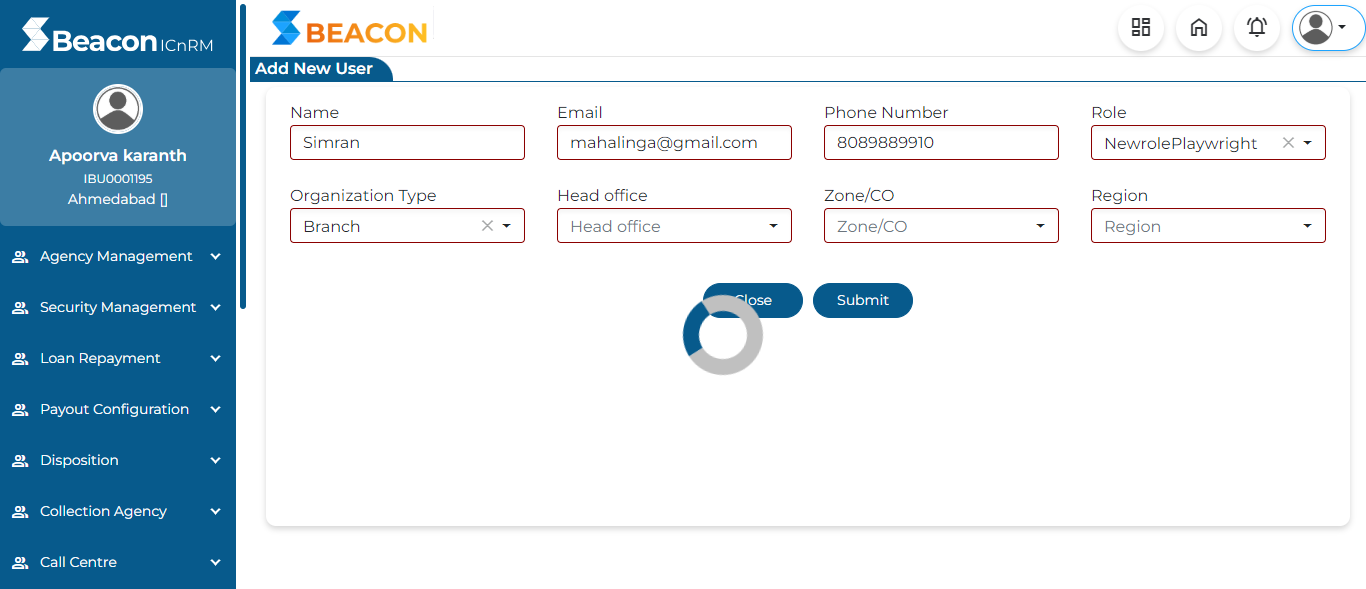 Beacon ICnRM
Apoorva karanth
IBU0001195
Ahmedabad []
Agency Management
Security Management
Loan Repayment
Payout Configuration
Disposition
Collection Agency
Call Centre
BEACON
Add New User
Name
Email
Phone Number
Role
Simran
mahalinga@gmail.com
8089889910
NewrolePlaywright
Organization Type
Head office
Zone/CO
Region
Branch
Head office
Zone/CO
Region
Close
Submit